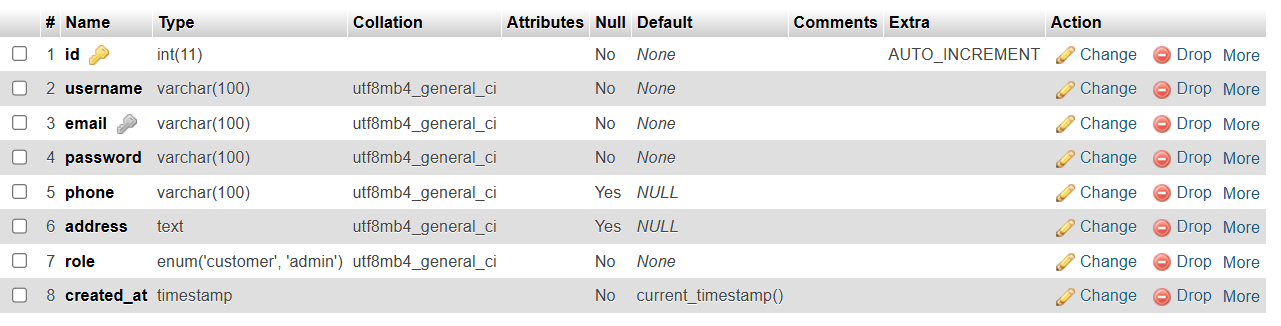 # Name Type Collation Attributes Null Default Comments Extra Action
1 id int(11) No None AUTO_INCREMENT Change Drop More
2 username varchar(100) utf8mb4_general_ci No None Change Drop More
3 email varchar(100) utf8mb4_general_ci No None Change Drop More
4 password varchar(100) utf8mb4_general_ci No None Change Drop More
5 phone varchar(100) utf8mb4_general_ci Yes NULL Change Drop More
6 address text utf8mb4_general_ci Yes NULL Change Drop More
7 role enum('customer', 'admin') utf8mb4_general_ci No None Change Drop More
8 created_at timestamp No current_timestamp() Change Drop More